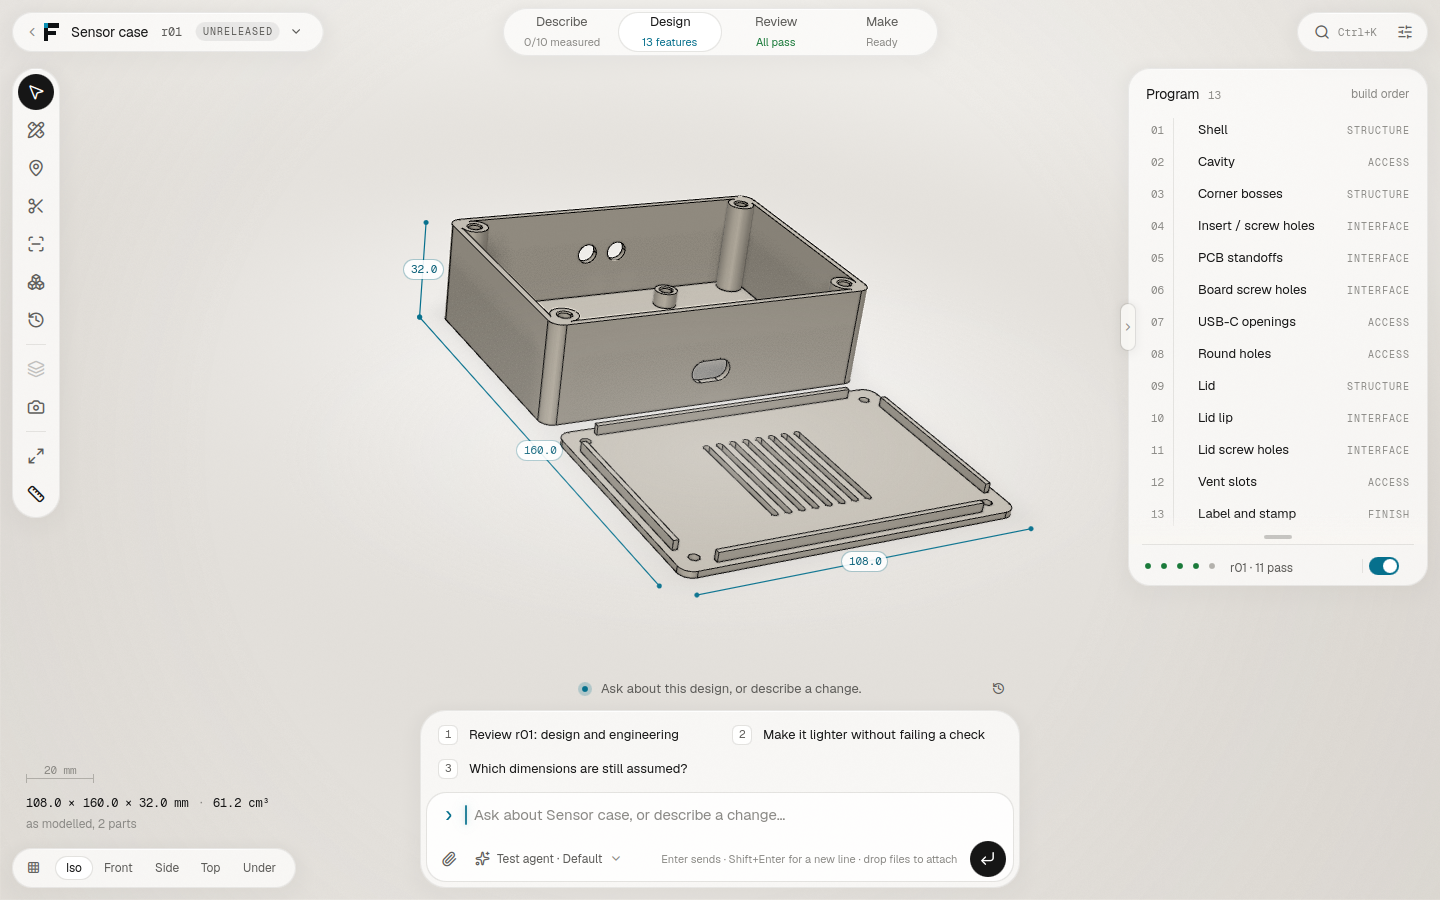 Sensor case r01 UNRELEASED
Describe
0/10 measured
Design
13 features
Review
All pass
Make
Ready
Ctrl+K
Program 13 build order
01 Shell STRUCTURE
02 Cavity ACCESS
03 Corner bosses STRUCTURE
04 Insert / screw holes INTERFACE
05 PCB standoffs INTERFACE
06 Board screw holes INTERFACE
07 USB-C openings ACCESS
08 Round holes ACCESS
09 Lid STRUCTURE
10 Lid lip INTERFACE
11 Lid screw holes INTERFACE
12 Vent slots ACCESS
13 Label and stamp FINISH
r01 · 11 pass
32.0
160.0
108.0
Ask about this design, or describe a change.
1 Review r01: design and engineering
2 Make it lighter without failing a check
3 Which dimensions are still assumed?
Ask about Sensor case, or describe a change...
Test agent · Default
Enter sends · Shift+Enter for a new line · drop files to attach
20 mm
108.0 × 160.0 × 32.0 mm · 61.2 cm³
as modelled, 2 parts
Iso Front Side Top Under